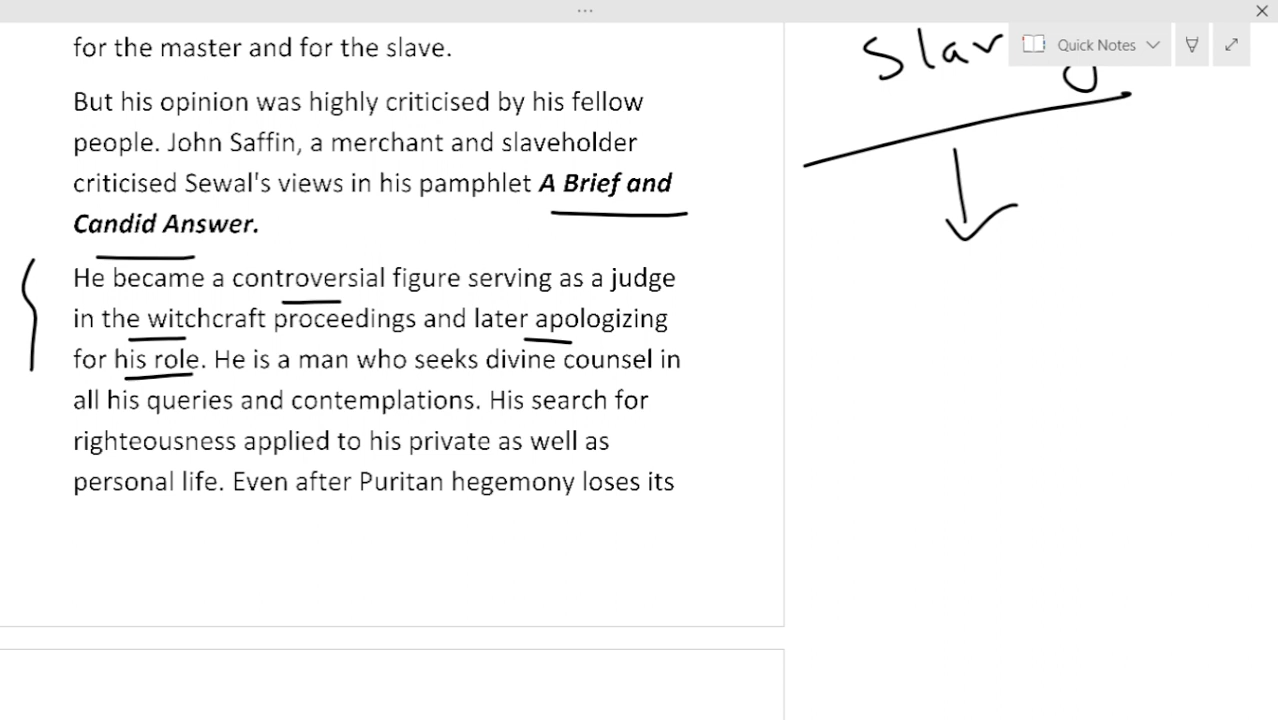 for the master and for the slave.
But his opinion was highly criticised by his fellow
people. John Saffin, a merchant and slaveholder
criticised Sewal's views in his pamphlet A Brief and
Candid Answer.
He became a controversial figure serving as a judge
in the witchcraft proceedings and later apologizing
for his role. He is a man who seeks divine counsel in
all his queries and contemplations. His search for
righteousness applied to his private as well as
personal life. Even after Puritan hegemony loses its
Quick Notes